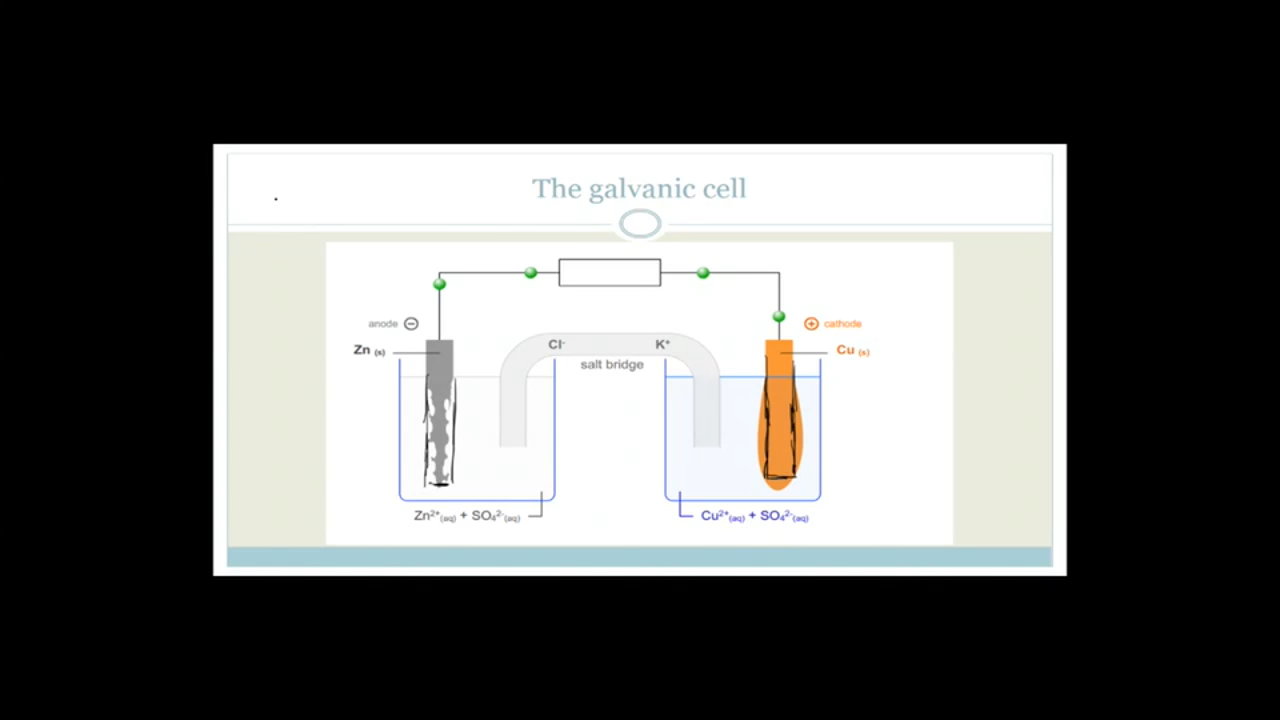 The galvanic cell
anode ⊖
⊕ cathode
Zn (s)
Cl⁻
K⁺
Cu (s)
salt bridge
Zn²⁺(aq) + SO₄²⁻(aq)
Cu²⁺(aq) + SO₄²⁻(aq)